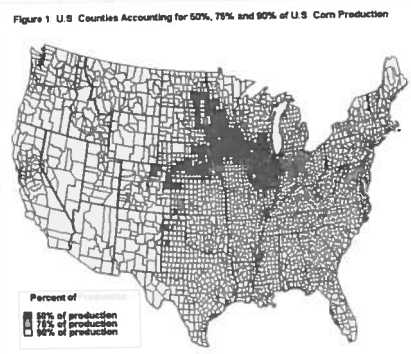 Figure 1 U.S Counties Accounting for 50%, 75% and 90% of U.S Corn Production
Percent of Production
50% of production
75% of production
90% of production